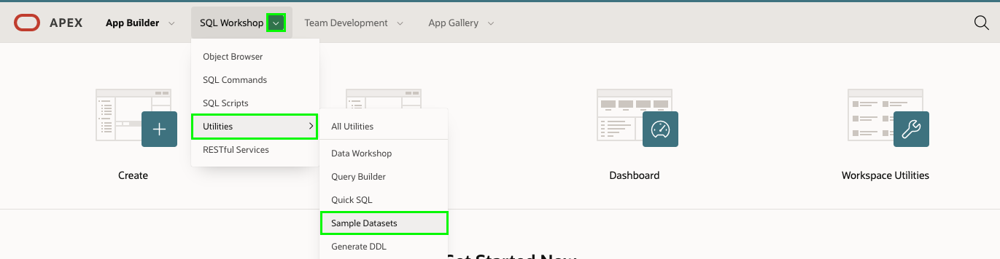 APEX App Builder SQL Workshop Team Development App Gallery
Object Browser
SQL Commands
SQL Scripts
Utilities
RESTful Services
All Utilities
Data Workshop
Query Builder
Quick SQL
Sample Datasets
Generate DDL
Create
Dashboard
Workspace Utilities
Get Started Now